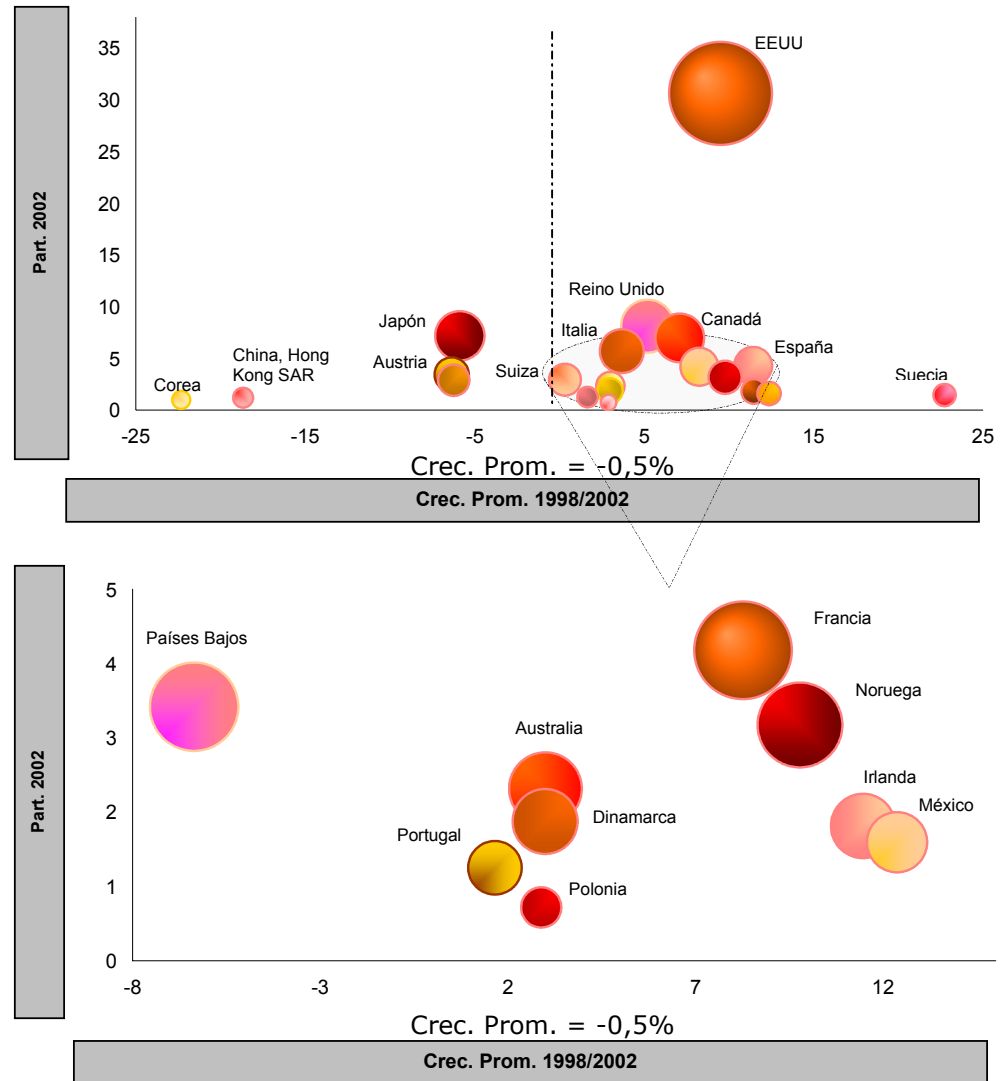 35
30
25
20
15
10
5
0
Part. 2002
EEUU
Reino Unido
Canadá
Italia
España
Japón
Austria
Suiza
China, Hong
Kong SAR
Corea
Suecia
-25
-15
-5
5
15
25
Crec. Prom. = -0,5%
Crec. Prom. 1998/2002
5
4
3
2
1
0
Part. 2002
Francia
Países Bajos
Noruega
Australia
Irlanda
México
Dinamarca
Portugal
Polonia
-8
-3
2
7
12
Crec. Prom. = -0,5%
Crec. Prom. 1998/2002